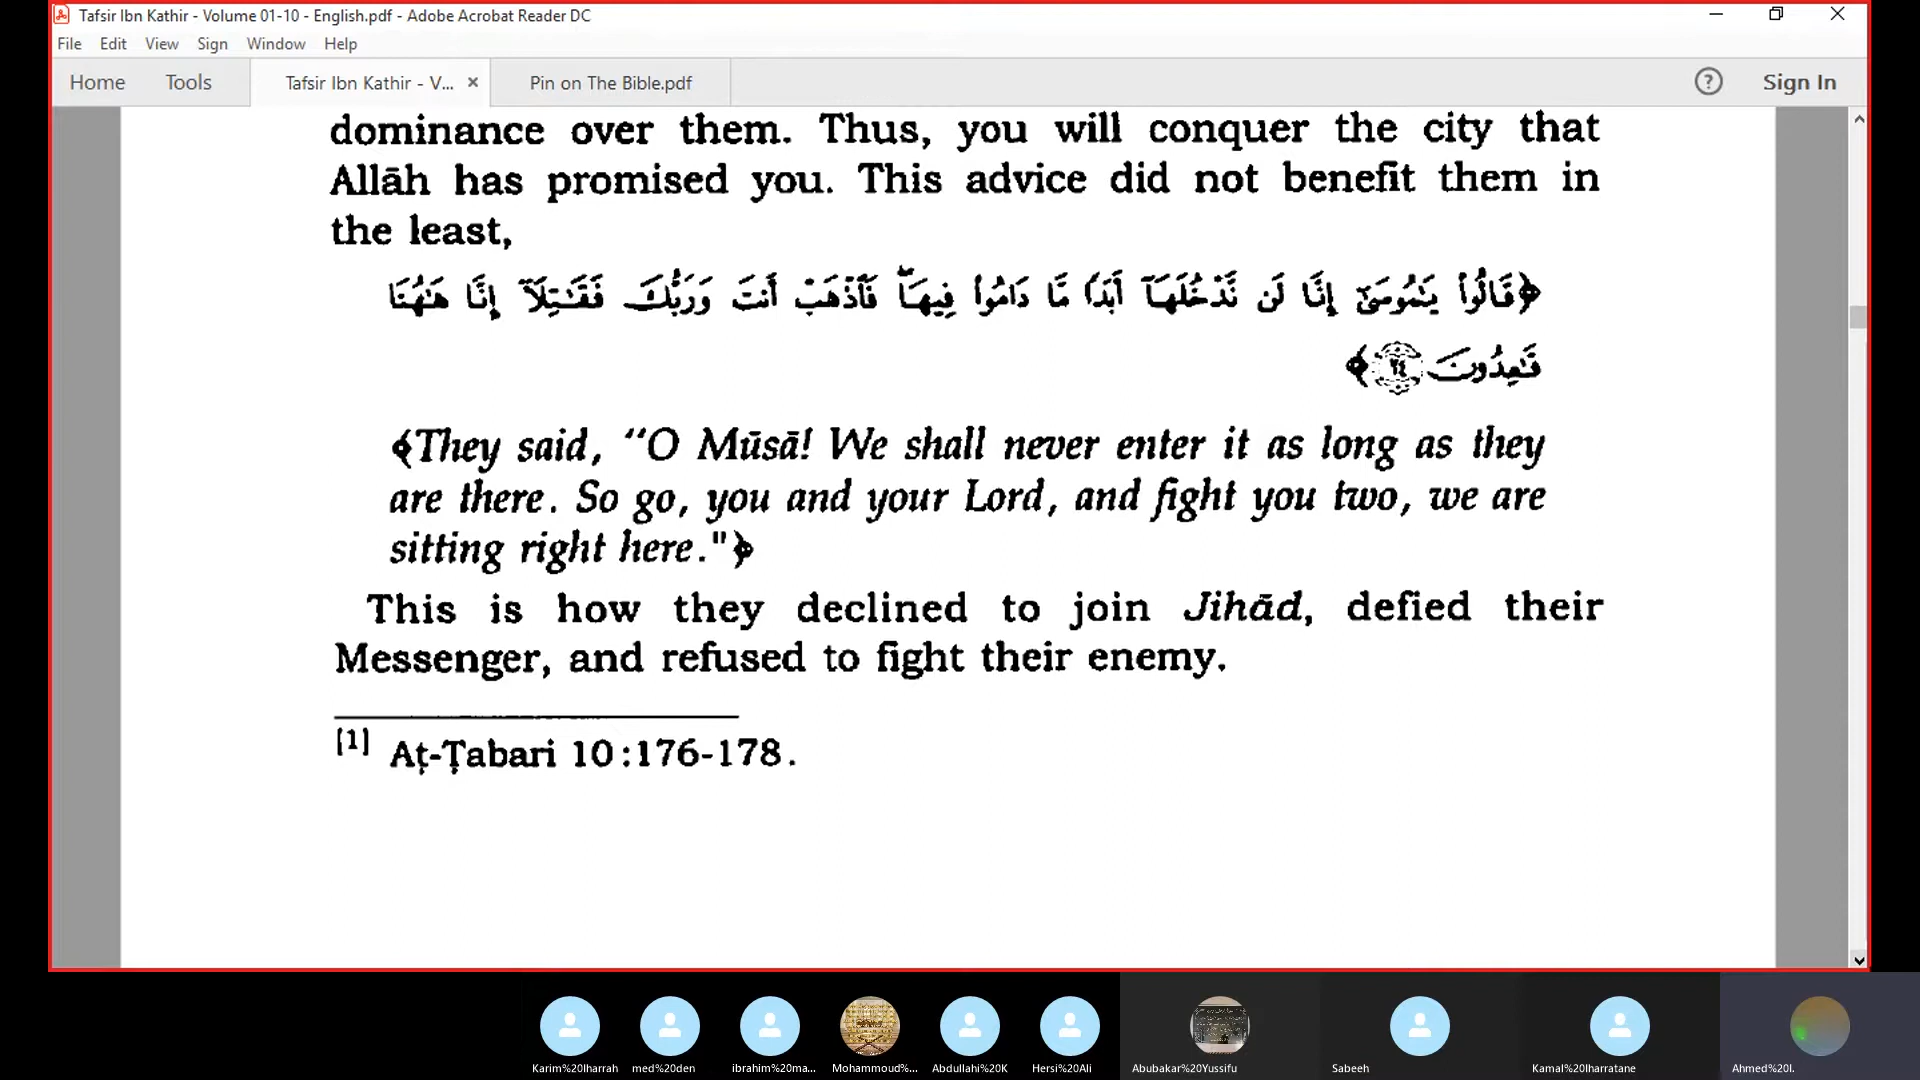 Tafsir Ibn Kathir - Volume 01-10 - English.pdf - Adobe Acrobat Reader DC
File Edit View Sign Window Help
Home Tools Tafsir Ibn Kathir - V... × Pin on The Bible.pdf ? Sign In
dominance over them. Thus, you will conquer the city that
Allāh has promised you. This advice did not benefit them in
the least,
﴿قَالُوا۟ يَـٰمُوسَىٰٓ إِنَّا لَن نَّدْخُلَهَآ أَبَدًا مَّا دَامُوا۟ فِيهَا ۖ فَٱذْهَبْ أَنتَ وَرَبُّكَ فَقَـٰتِلَآ إِنَّا هَـٰهُنَا
قَـٰعِدُونَ ٢٤﴾
﴾They said, "O Mūsā! We shall never enter it as long as they
are there. So go, you and your Lord, and fight you two, we are
sitting right here."﴿
This is how they declined to join Jihād, defied their
Messenger, and refused to fight their enemy.
[1] Aṭ-Ṭabari 10:176-178.
Karim%20Iharrah med%20den ibrahim%20ma... Mohammoud%... Abdullahi%20K Hersi%20Ali Abubakar%20Yussifu Sabeeh Kamal%20Iharratane Ahmed%20I.